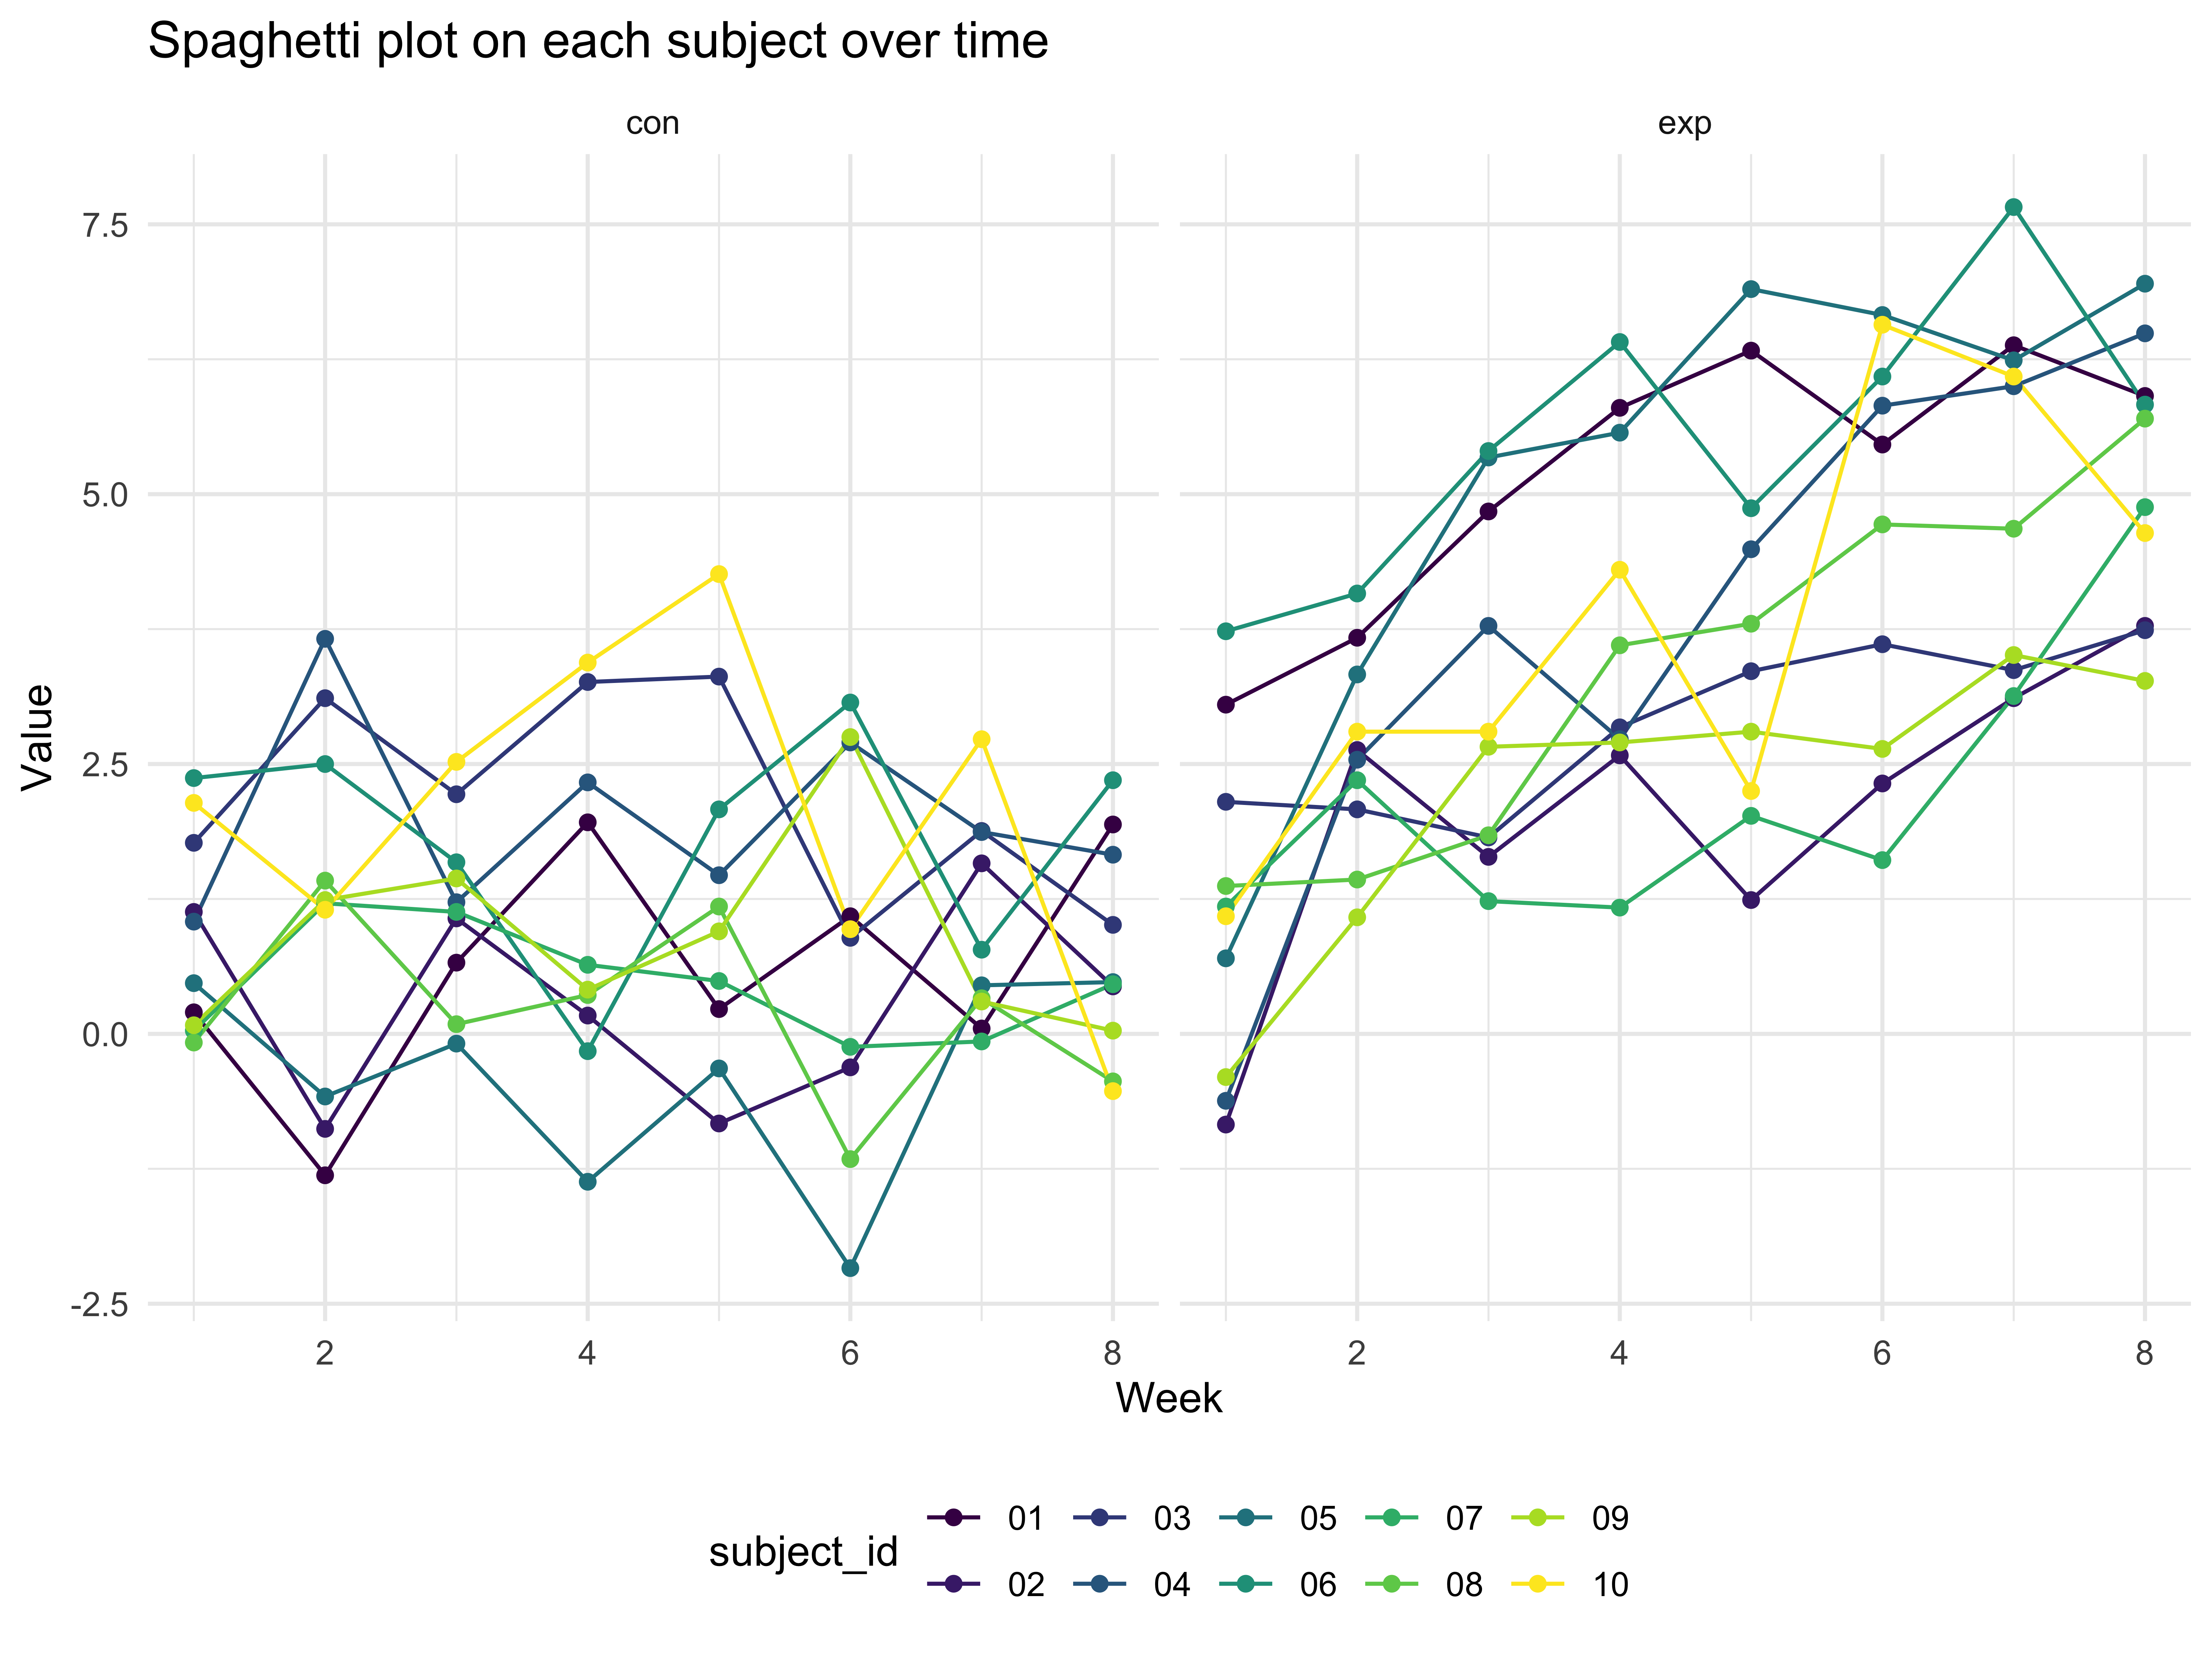 Spaghetti plot on each subject over time
con exp
7.5
5.0
2.5
0.0
-2.5
Value
2 4 6 8 2 4 6 8
Week
subject_id
01 03 05 07 09
02 04 06 08 10